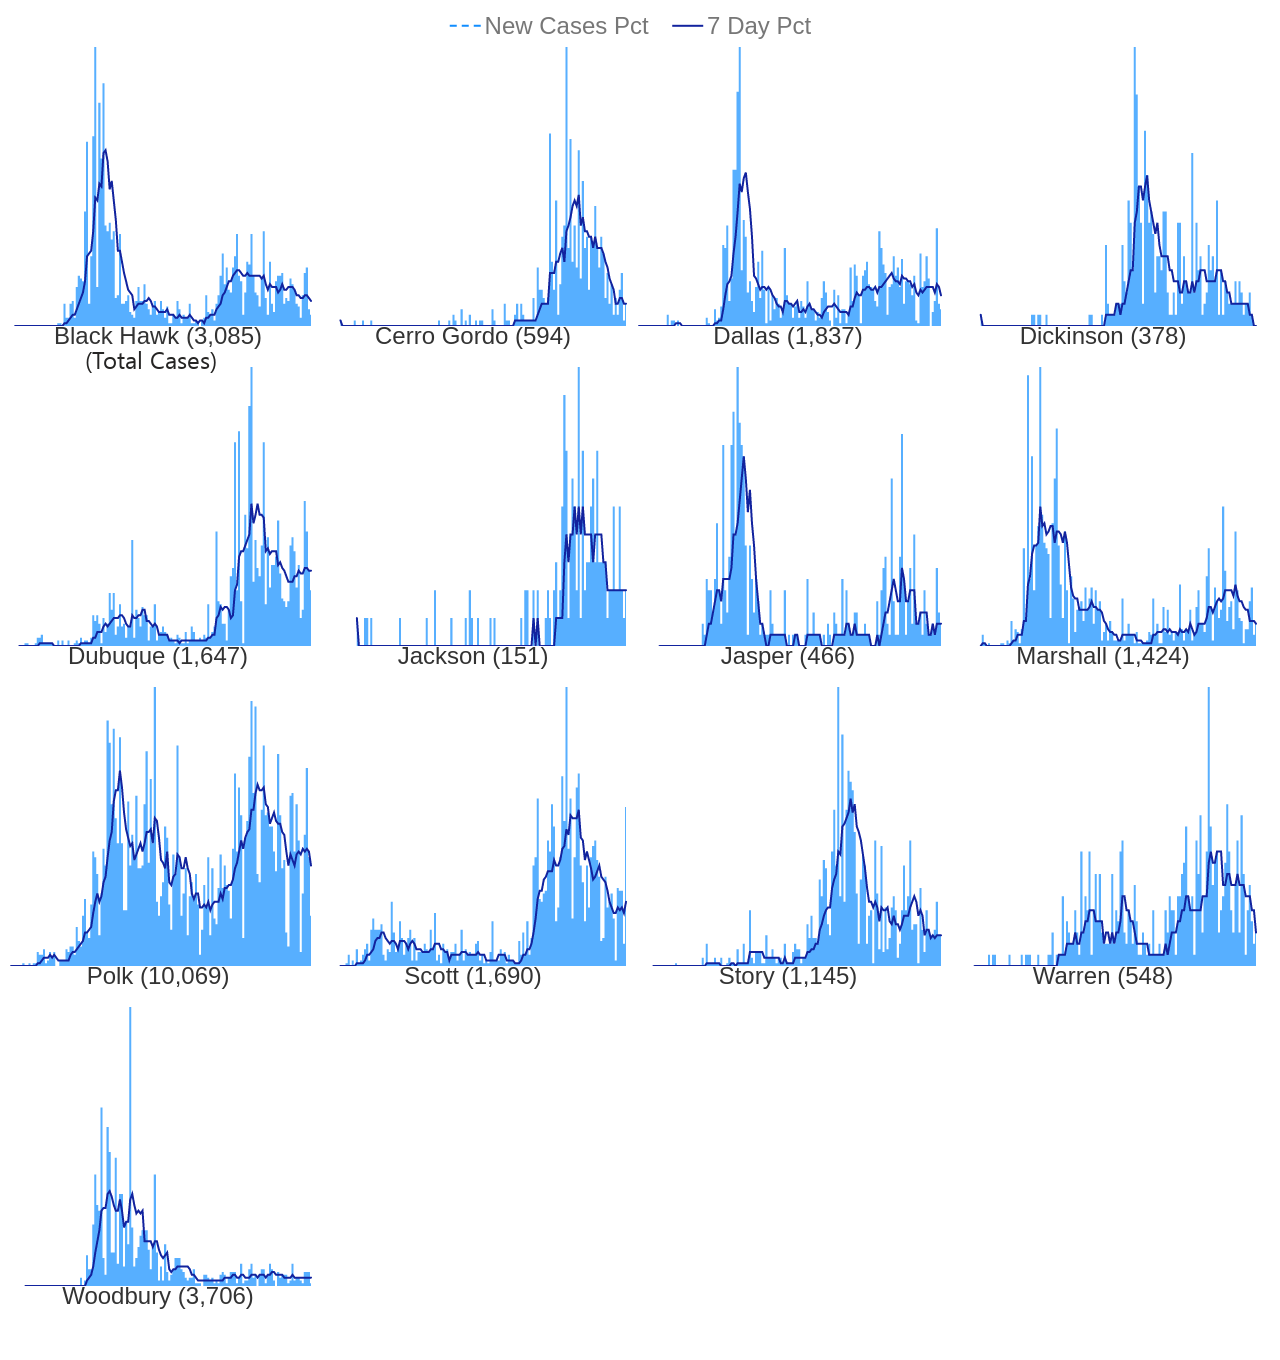 New Cases Pct 7 Day Pct
Black Hawk (3,085) Cerro Gordo (594) Dallas (1,837) Dickinson (378)
(Total Cases)
Dubuque (1,647) Jackson (151) Jasper (466) Marshall (1,424)
Polk (10,069) Scott (1,690) Story (1,145) Warren (548)
Woodbury (3,706)